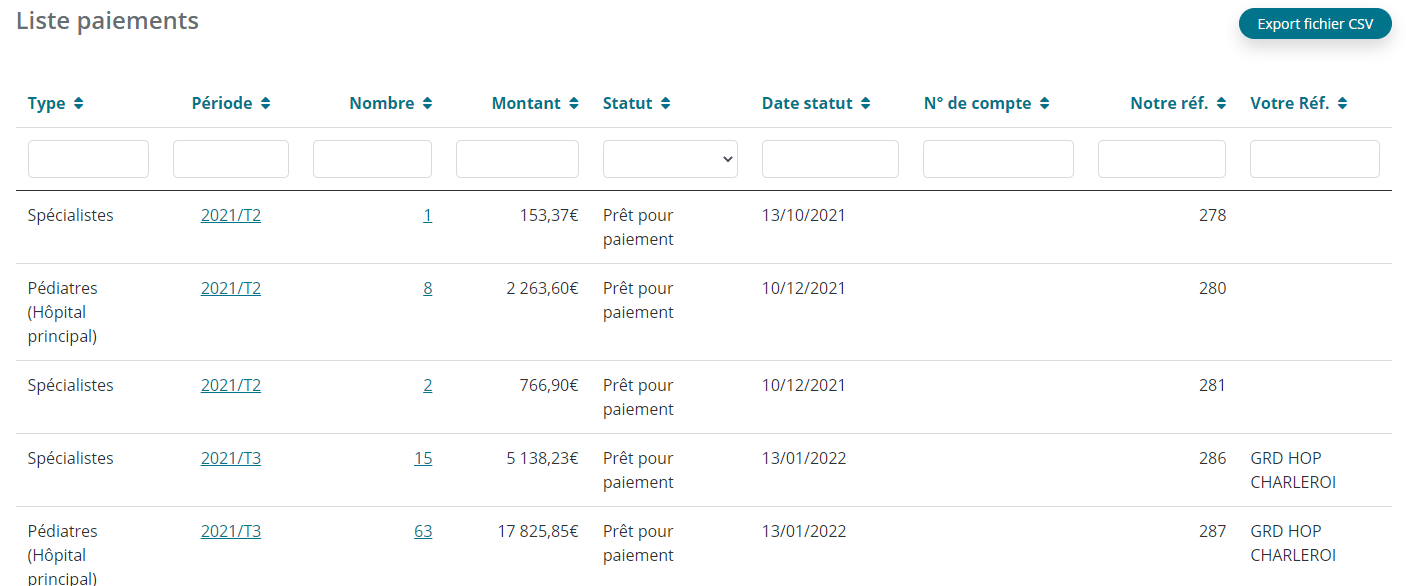 Liste paiements
Export fichier CSV
Type Période Nombre Montant Statut Date statut N° de compte Notre réf. Votre Réf.
Spécialistes 2021/T2 1 153,37€ Prêt pour 13/10/2021 278
paiement
Pédiatres 2021/T2 8 2 263,60€ Prêt pour 10/12/2021 280
(Hôpital paiement
principal)
Spécialistes 2021/T2 2 766,90€ Prêt pour 10/12/2021 281
paiement
Spécialistes 2021/T3 15 5 138,23€ Prêt pour 13/01/2022 286 GRD HOP
paiement CHARLEROI
Pédiatres 2021/T3 63 17 825,85€ Prêt pour 13/01/2022 287 GRD HOP
(Hôpital paiement CHARLEROI
principal)